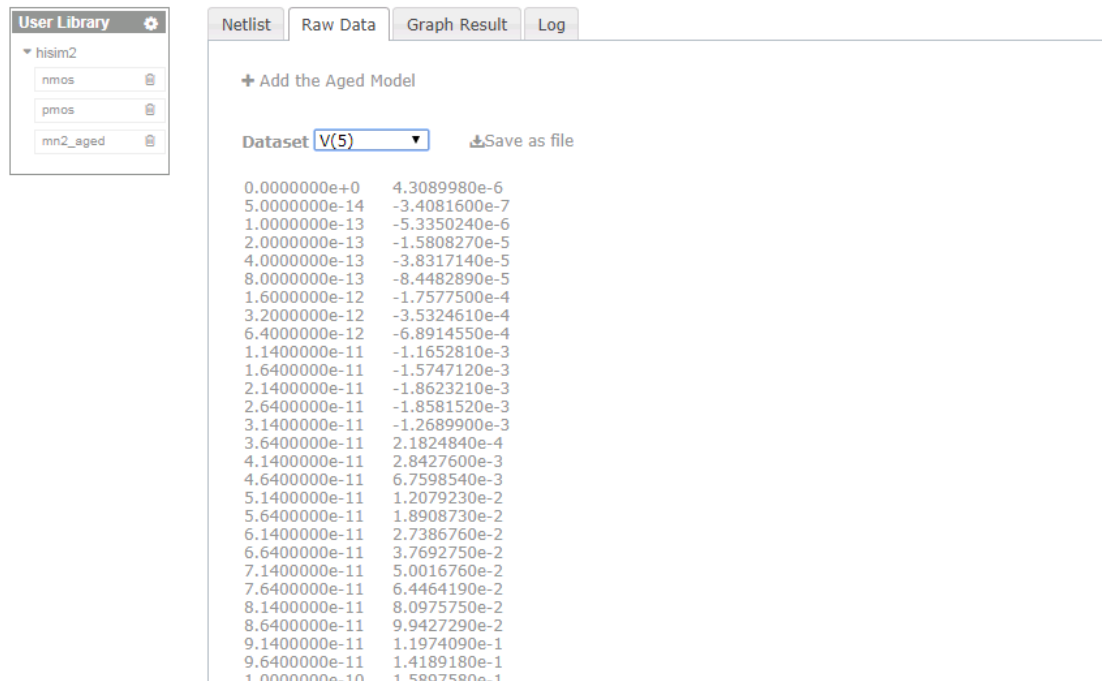 User Library
hisim2
nmos
pmos
mn2_aged
Netlist Raw Data Graph Result Log
Add the Aged Model
Dataset V(5) Save as file
0.0000000e+0 4.3089980e-6
5.0000000e-14 -3.4081600e-7
1.0000000e-13 -5.3350240e-6
2.0000000e-13 -1.5808270e-5
4.0000000e-13 -3.8317140e-5
8.0000000e-13 -8.4482890e-5
1.6000000e-12 -1.7577500e-4
3.2000000e-12 -3.5324610e-4
6.4000000e-12 -6.8914550e-4
1.1400000e-11 -1.1652810e-3
1.6400000e-11 -1.5747120e-3
2.1400000e-11 -1.8623210e-3
2.6400000e-11 -1.8581520e-3
3.1400000e-11 -1.2689900e-3
3.6400000e-11 2.1824840e-4
4.1400000e-11 2.8427600e-3
4.6400000e-11 6.7598540e-3
5.1400000e-11 1.2079230e-2
5.6400000e-11 1.8908730e-2
6.1400000e-11 2.7386760e-2
6.6400000e-11 3.7692750e-2
7.1400000e-11 5.0016760e-2
7.6400000e-11 6.4464190e-2
8.1400000e-11 8.0975750e-2
8.6400000e-11 9.9427290e-2
9.1400000e-11 1.1974090e-1
9.6400000e-11 1.4189180e-1
1.0000000e-10 1.5897580e-1